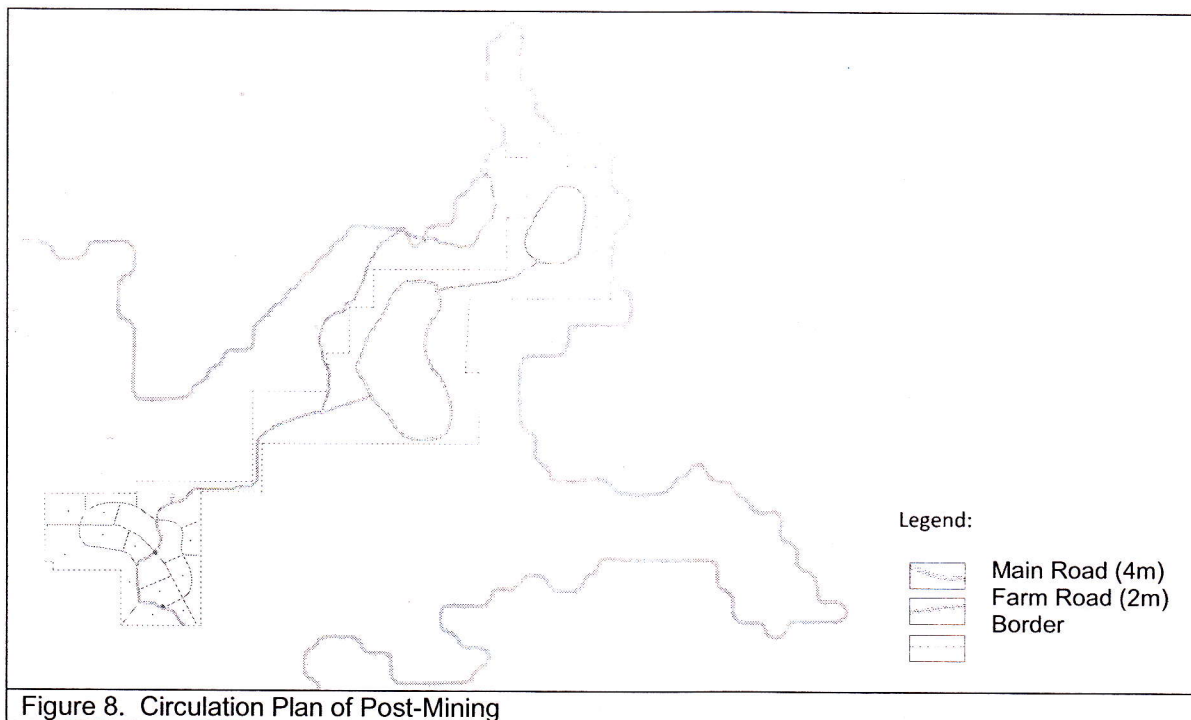 Legend:
Main Road (4m)
Farm Road (2m)
Border
Figure 8. Circulation Plan of Post-Mining